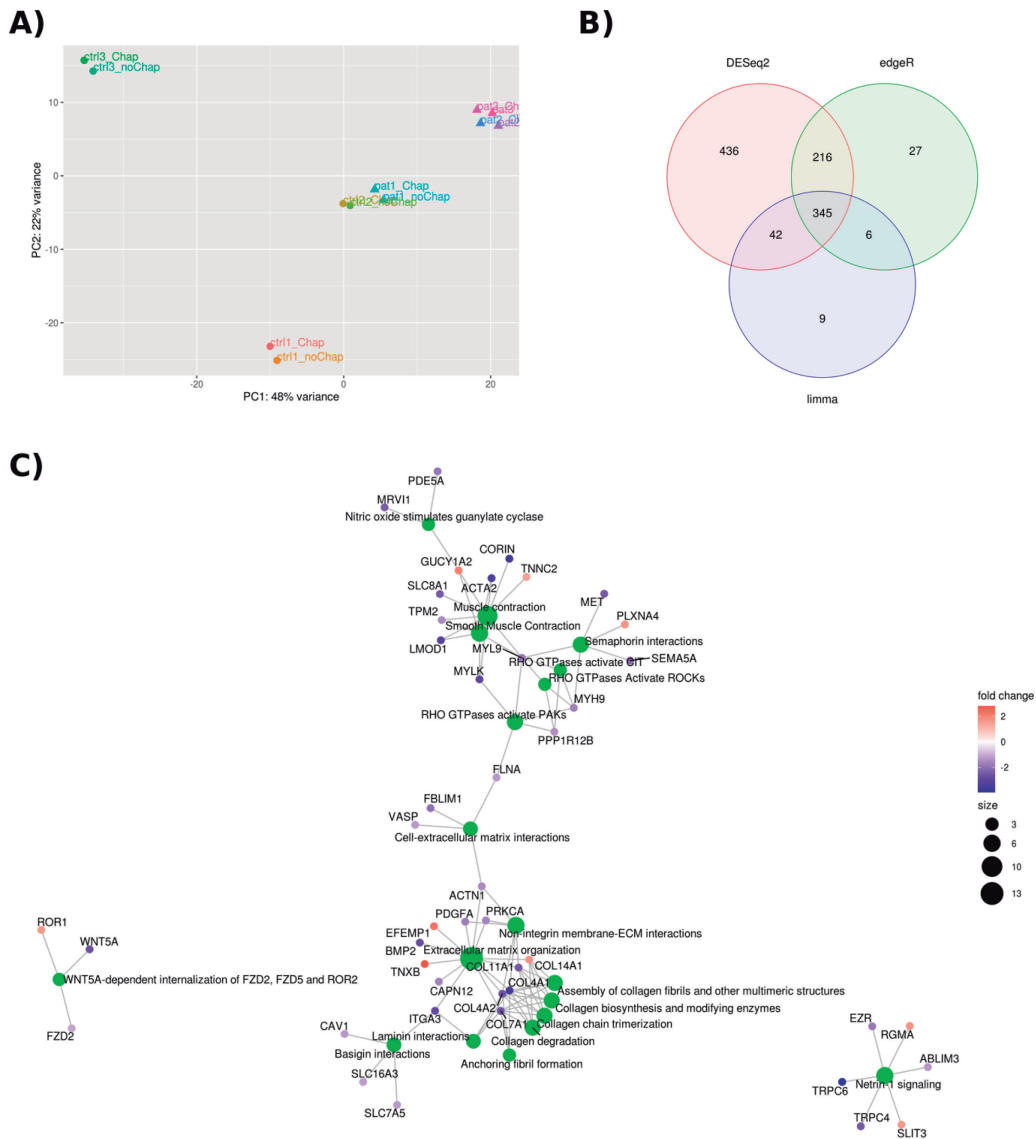 A)
ctrl3_Chap
ctrl3_noChap
10
0
-10
-20
pat1_Chap
pat1_noChap
ctrl2_noChap
ctrl1_Chap
ctrl1_noChap
-20
0
20
PC1: 48% variance
PC2: 22% variance
B)
DESeq2
edgeR
436
216
27
345
42
6
9
limma
C)
PDE5A
MRVI1
Nitric oxide stimulates guanylate cyclase
CORIN
GUCY1A2
TNNC2
SLC8A1
ACTA2
MET
TPM2
Muscle contraction
PLXNA4
Smooth Muscle Contraction
Semaphorin interactions
LMOD1
MYL9
RHO GTPases activate CIT
SEMA5A
MYLK
RHO GTPases Activate ROCKs
MYH9
RHO GTPases activate PAKs
PPP1R12B
FLNA
FBLIM1
VASP
Cell-extracellular matrix interactions
ACTN1
PDGFA
PRKCA
EFEMP1
Non-integrin membrane-ECM interactions
BMP2
Extracellular matrix organization
COL11A1
COL14A1
TNXB
COL4A1
CAPN12
Assembly of collagen fibrils and other multimeric structures
COL4A2
Collagen biosynthesis and modifying enzymes
ITGA3
COL7A1
Collagen chain trimerization
CAV1
Laminin interactions
Collagen degradation
Basigin interactions
Anchoring fibril formation
SLC16A3
SLC7A5
ROR1
WNT5A
WNT5A-dependent internalization of FZD2, FZD5 and ROR2
FZD2
EZR
RGMA
ABLIM3
Netrin-1 signaling
TRPC6
TRPC4
SLIT3
fold change
2
0
-2
size
3
6
10
13